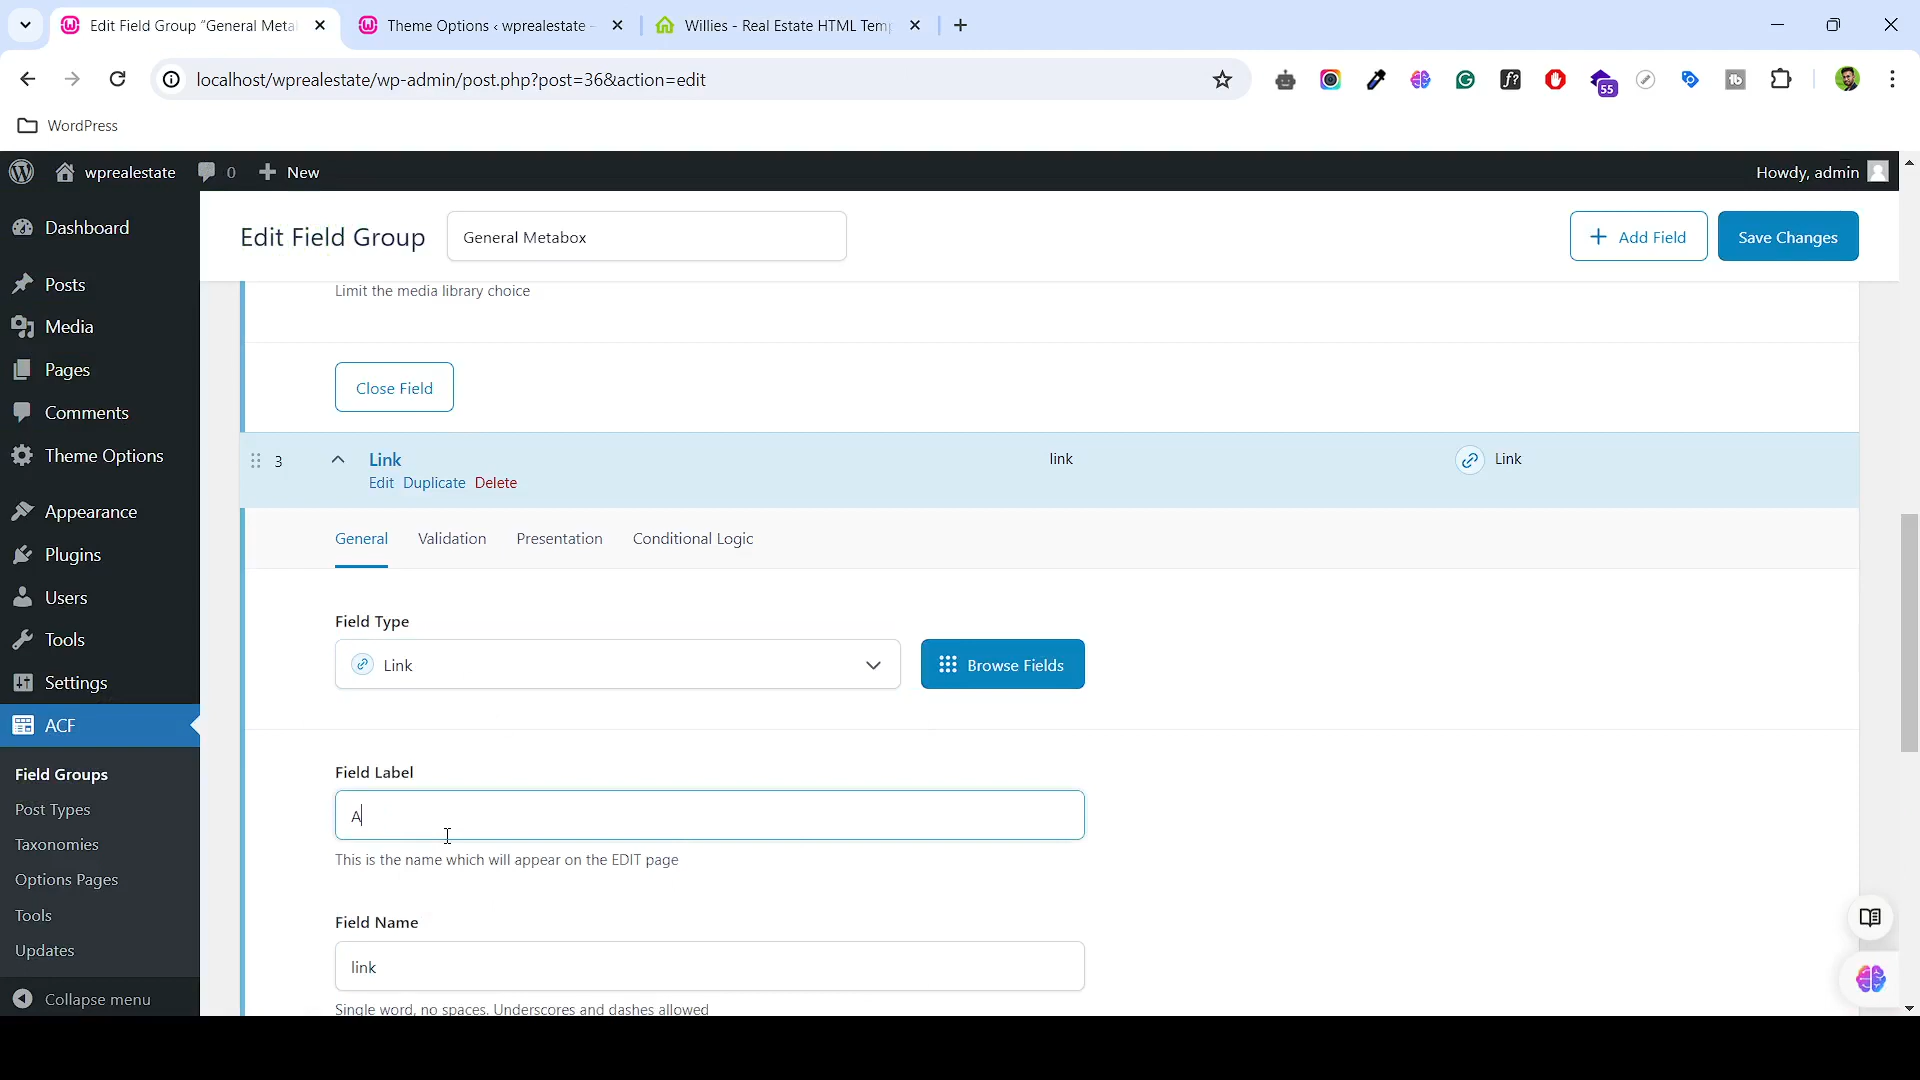 Edit Field Group “General Meta
Theme Options ‹ wprealestate -
Willies - Real Estate HTML Temp
localhost/wprealestate/wp-admin/post.php?post=36&action=edit
55
WordPress
wprealestate
0
New
Howdy, admin
Dashboard
Posts
Media
Pages
Comments
Theme Options
Appearance
Plugins
Users
Tools
Settings
ACF
Field Groups
Post Types
Taxonomies
Options Pages
Tools
Updates
Collapse menu
Edit Field Group
General Metabox
+ Add Field
Save Changes
Limit the media library choice
Close Field
3
Link
link
Link
Edit Duplicate Delete
General Validation Presentation Conditional Logic
Field Type
Link
Browse Fields
Field Label
A
This is the name which will appear on the EDIT page
Field Name
link
Single word, no spaces. Underscores and dashes allowed